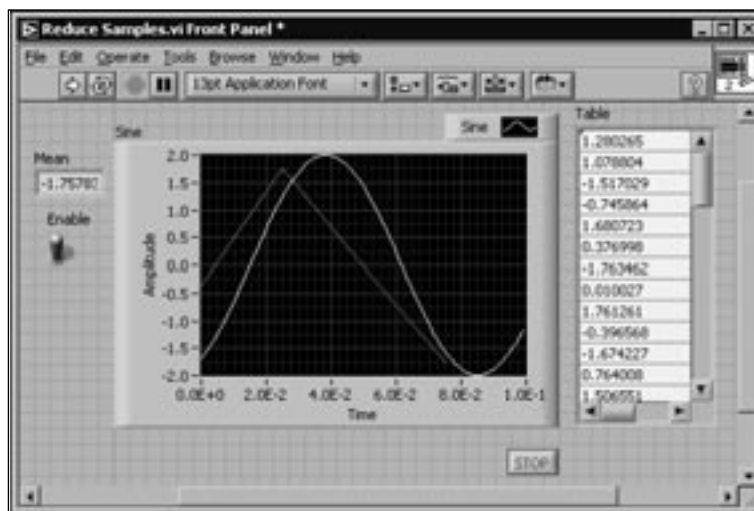 Reduce Samples.vi Front Panel *
File Edit Operate Tools Browse Window Help
13pt Application Font
2
Sine
Sine
Table
Mean
-1.7578
Enable
Amplitude
2.0
1.5
1.0
0.5
0.0
-0.5
-1.0
-1.5
-2.0
0.0E+0 2.0E-2 4.0E-2 6.0E-2 8.0E-2 1.0E-1
Time
1.280265
1.078804
-1.517029
-0.745864
1.680723
0.376998
-1.763462
0.010027
1.761261
-0.396568
-1.674227
0.764008
1.506551
STOP